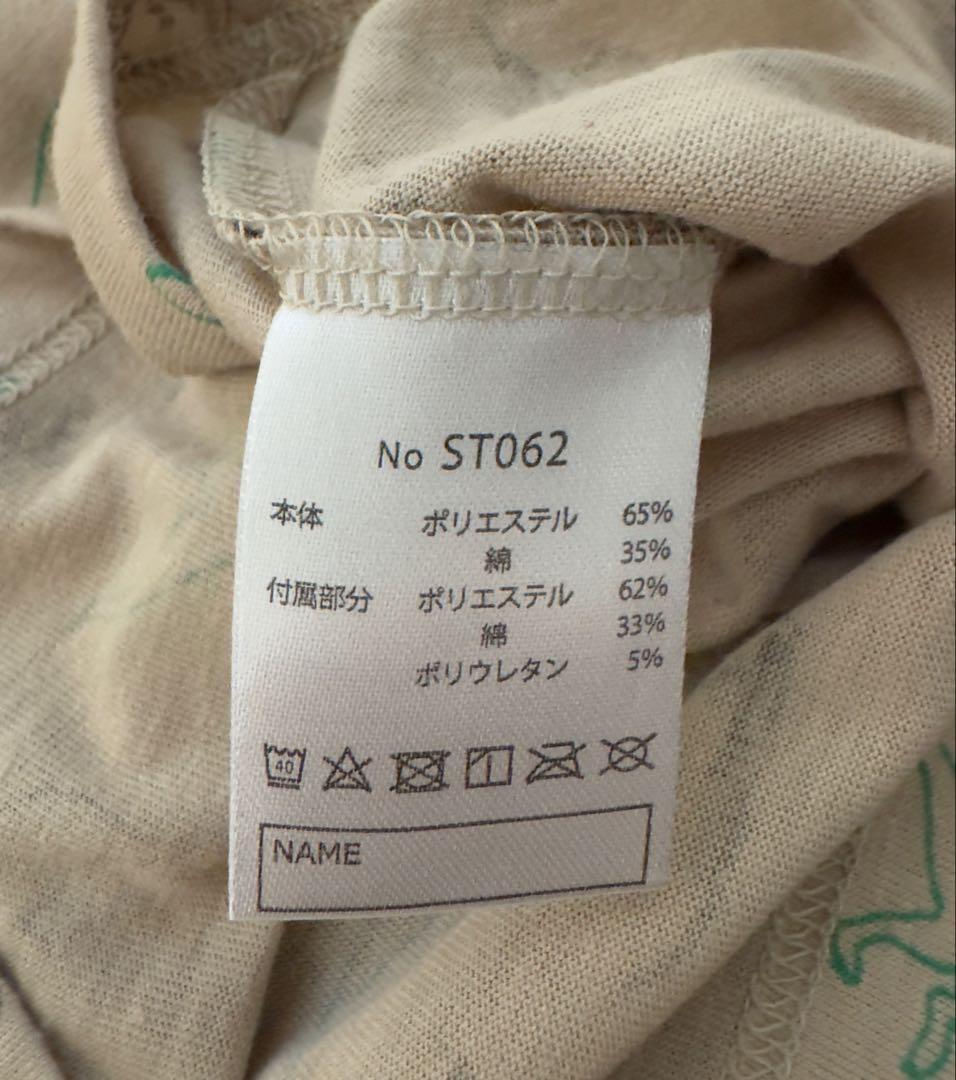 No ST062
本体 ポリエステル 65%
綿 35%
付属部分 ポリエステル 62%
綿 33%
ポリウレタン 5%
40
NAME